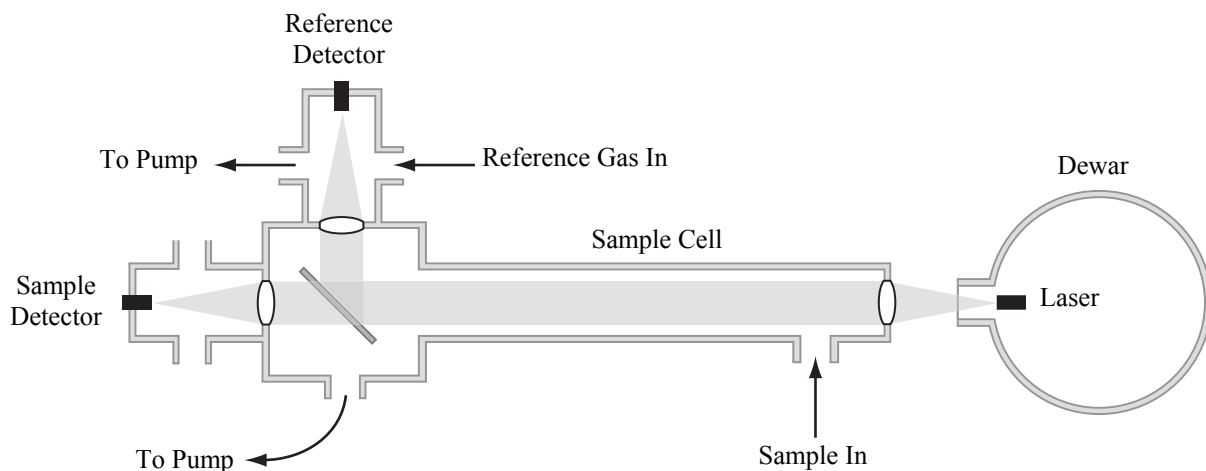 Reference
Detector
To Pump
Reference Gas In
Dewar
Sample Cell
Sample
Detector
Laser
To Pump
Sample In